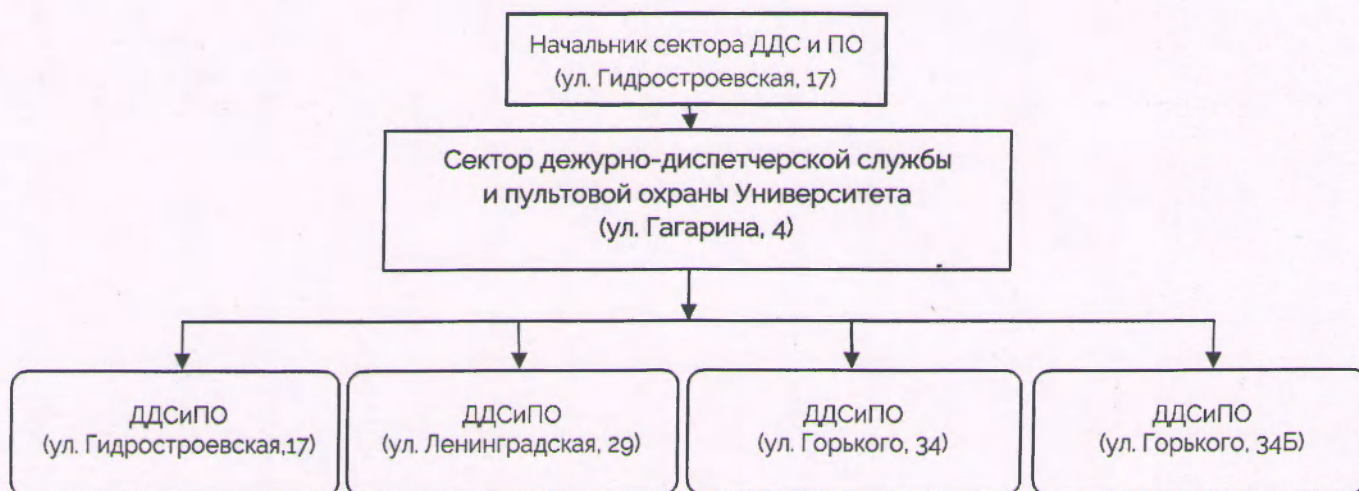 Начальник сектора ДДС и ПО
(ул. Гидростроевская, 17)
Сектор дежурно-диспетчерской службы
и пультовой охраны Университета
(ул. Гагарина, 4)
ДДСиПО
(ул. Гидростроевская,17)
ДДСиПО
(ул. Ленинградская, 29)
ДДСиПО
(ул. Горького, 34)
ДДСиПО
(ул. Горького, 34Б)